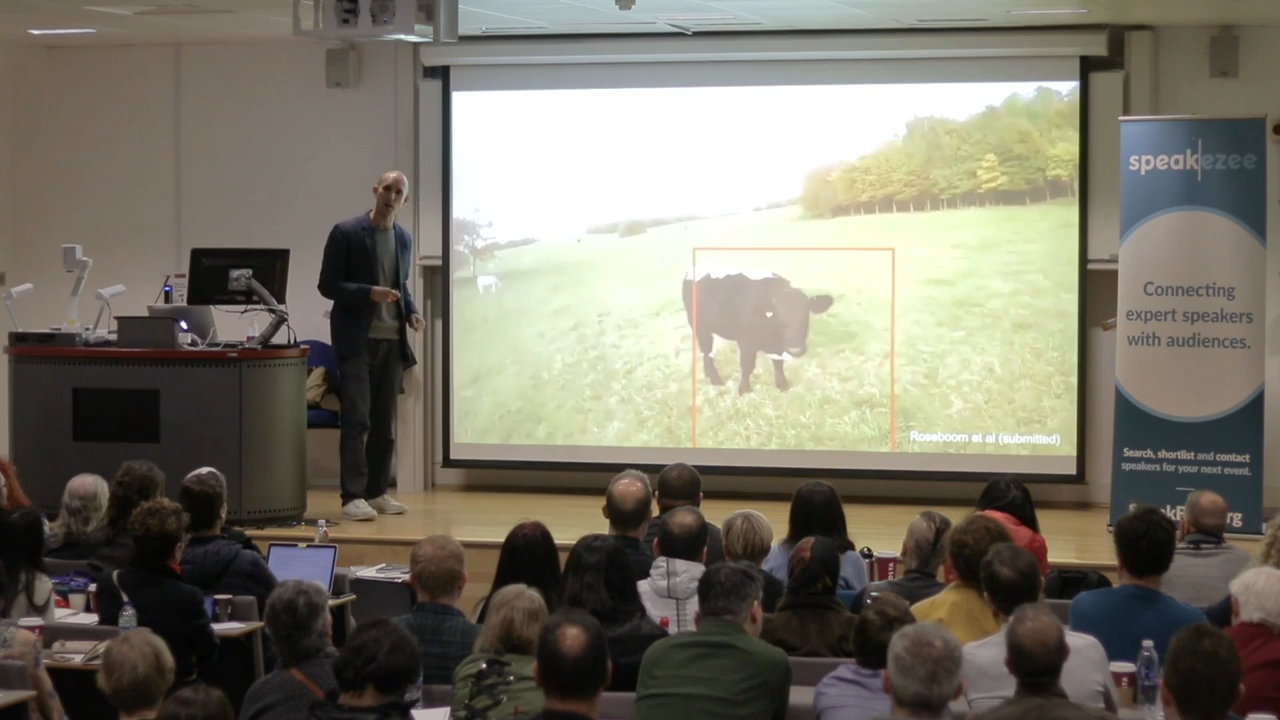 speak|ezee
Connecting
expert speakers
with audiences.
Roseboom et al (submitted)
Search, shortlist and contact
speakers for your next event.
COSTA